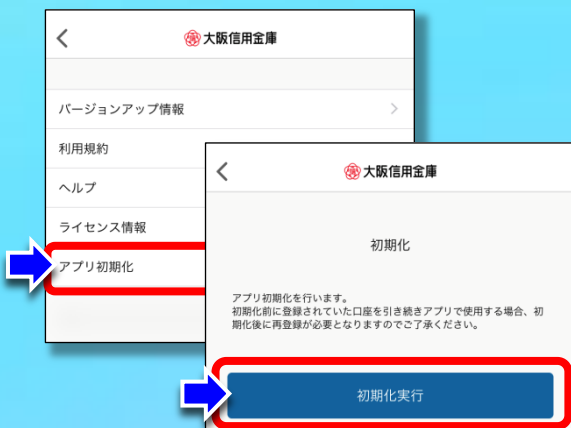 大阪信用金庫
バージョンアップ情報
利用規約
ヘルプ
ライセンス情報
アプリ初期化
大阪信用金庫
初期化
アプリ初期化を行います。
初期化前に登録されていた口座を引き続きアプリで使用する場合、初
期化後に再登録が必要となりますのでご了承ください。
初期化実行